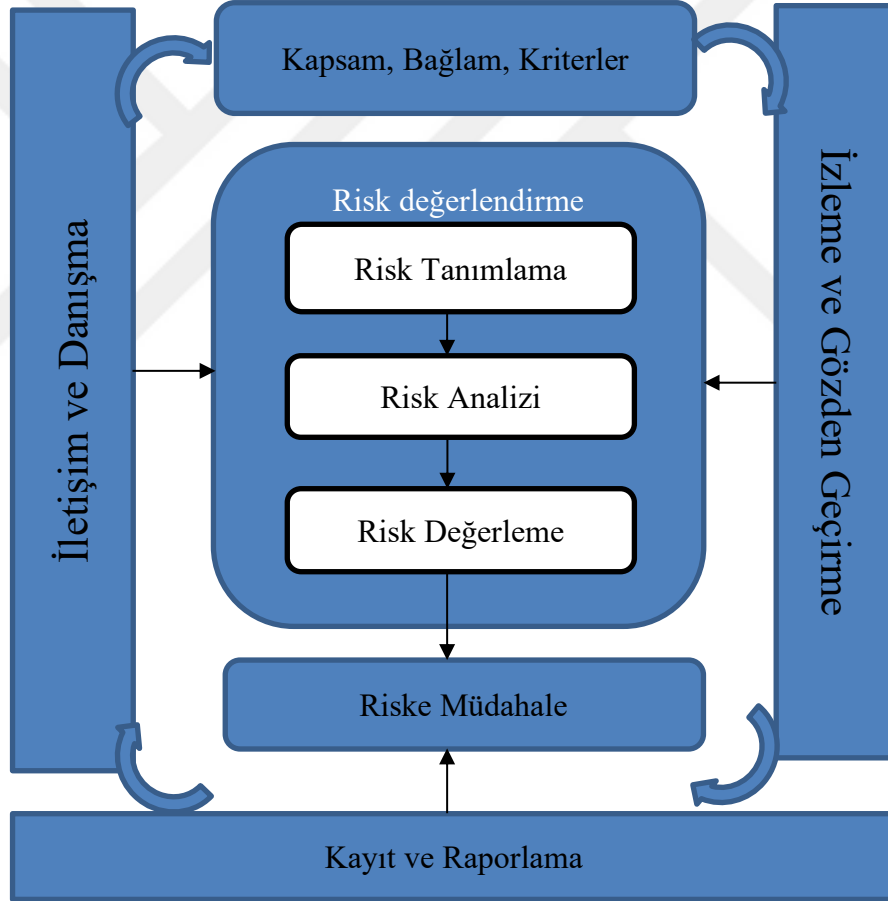 Kapsam, Bağlam, Kriterler
İletişim ve Danışma
Risk değerlendirme
Risk Tanımlama
Risk Analizi
Risk Değerleme
İzleme ve Gözden Geçirme
Riske Müdahale
Kayıt ve Raporlama